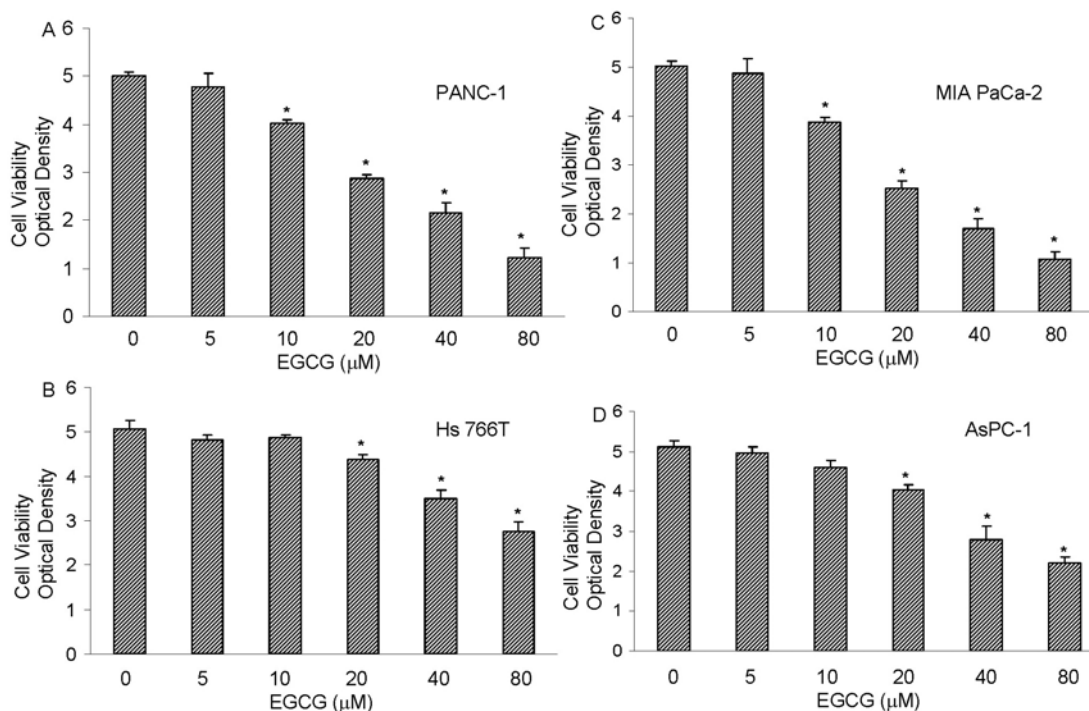 A
PANC-1
Cell Viability
Optical Density
6
5
4
3
2
1
0
*
*
*
*
0 5 10 20 40 80
EGCG (μM)
C
MIA PaCa-2
Cell Viability
Optical Density
6
5
4
3
2
1
0
*
*
*
*
0 5 10 20 40 80
EGCG (μM)
B
Hs 766T
Cell Viability
Optical Density
6
5
4
3
2
1
0
*
*
*
0 5 10 20 40 80
EGCG (μM)
D
AsPC-1
Cell Viability
Optical Density
6
5
4
3
2
1
0
*
*
*
0 5 10 20 40 80
EGCG (μM)